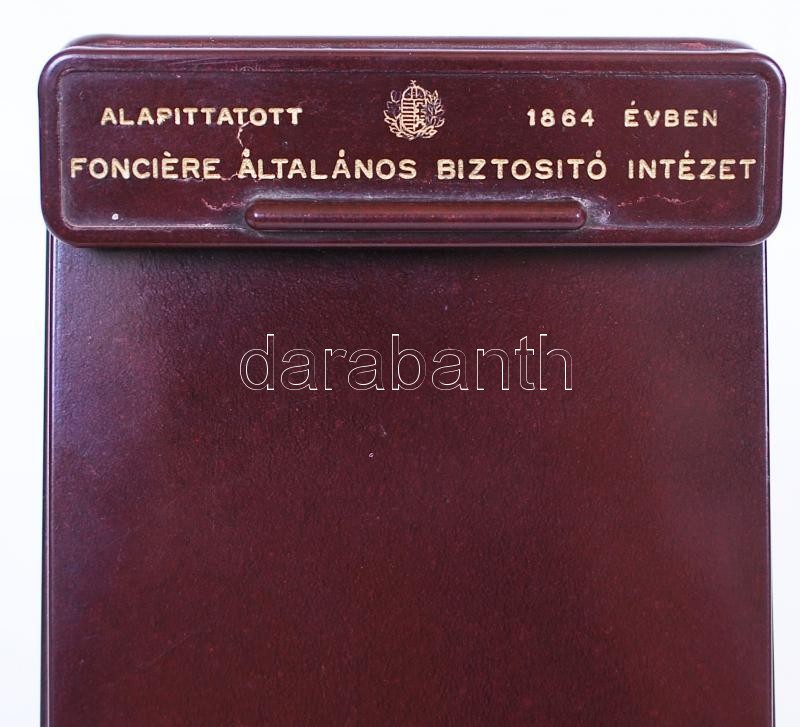 ALAPITTATOTT 1864 ÉVBEN
FONCIÈRE ÁLTALÁNOS BIZTOSITÓ INTÉZET
darabanth